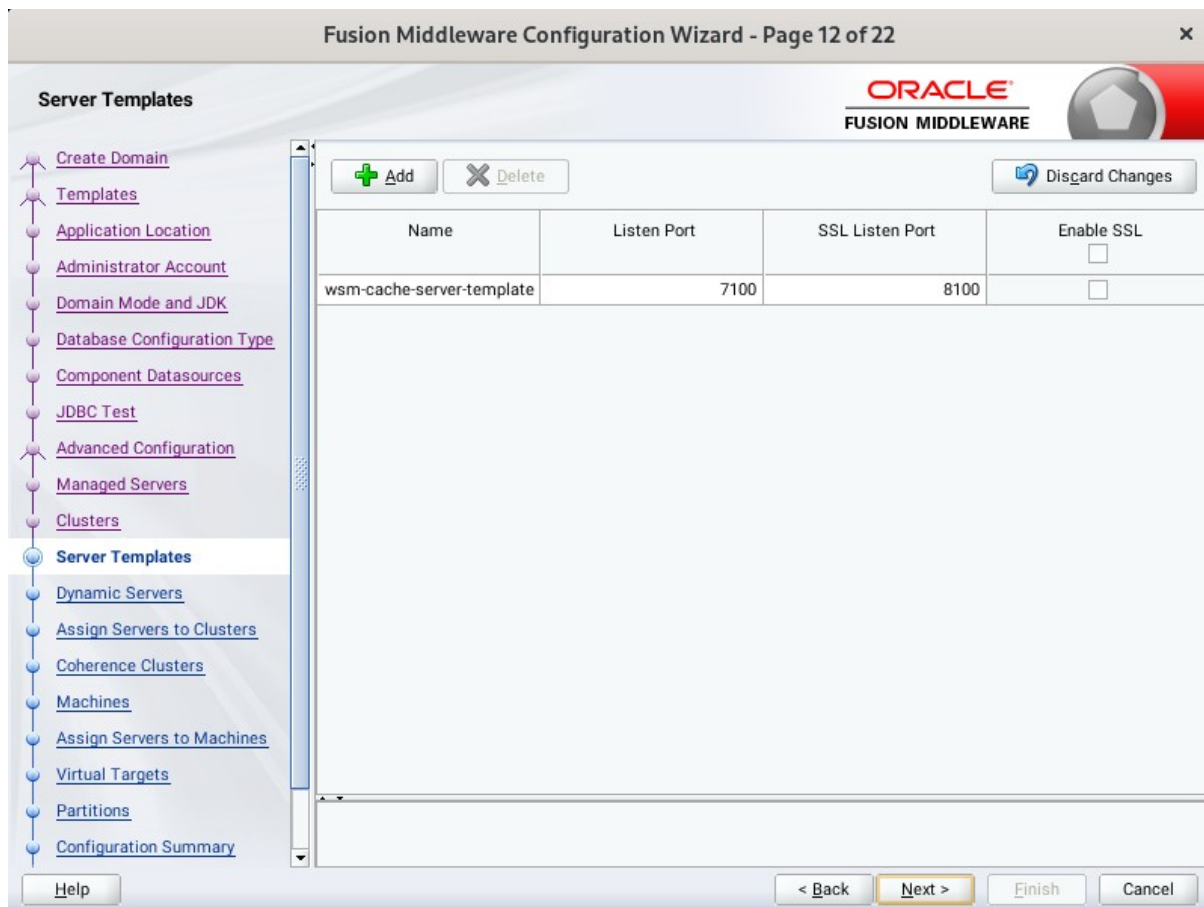 Fusion Middleware Configuration Wizard - Page 12 of 22
Server Templates
ORACLE
FUSION MIDDLEWARE
Create Domain
Templates
Application Location
Administrator Account
Domain Mode and JDK
Database Configuration Type
Component Datasources
JDBC Test
Advanced Configuration
Managed Servers
Clusters
Server Templates
Dynamic Servers
Assign Servers to Clusters
Coherence Clusters
Machines
Assign Servers to Machines
Virtual Targets
Partitions
Configuration Summary
Add Delete Discard Changes
Name Listen Port SSL Listen Port Enable SSL
wsm-cache-server-template 7100 8100
Help < Back Next > Finish Cancel